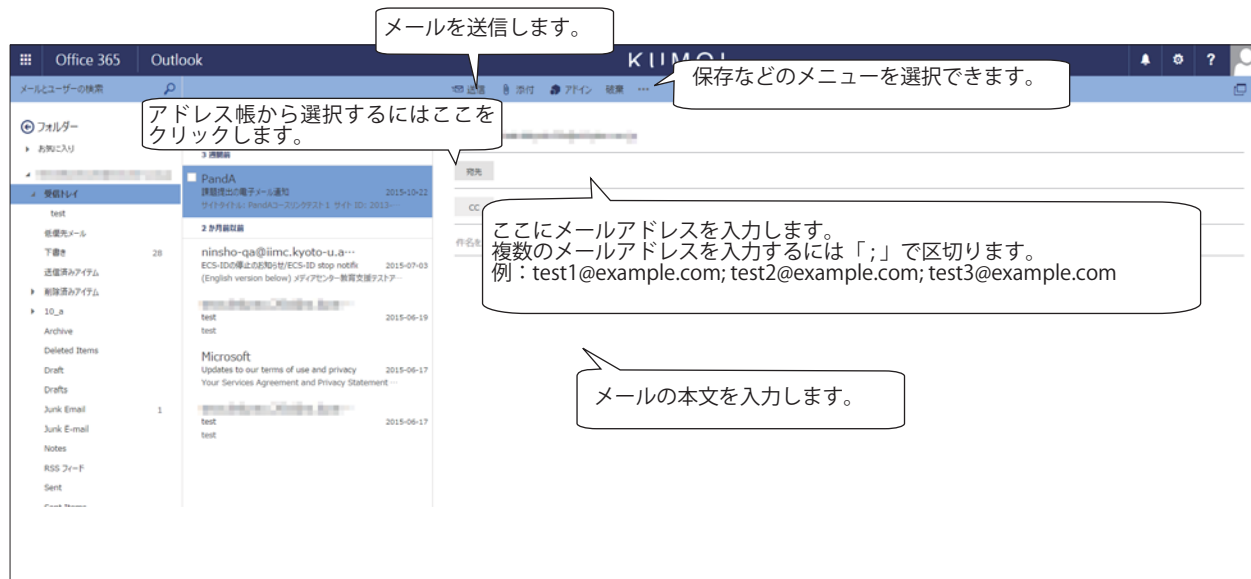 メールを送信します。
Office 365 Outlook
保存などのメニューを選択できます。
メールとユーザーの検索
送信 添付 アドイン 破棄 ···
アドレス帳から選択するにはここを
クリックします。
フォルダー
お気に入り
受信トレイ
test
低優先メール
下書き 28
送信済みアイテム
削除済みアイテム
10_a
Archive
Deleted Items
Draft
Drafts
Junk Email 1
Junk E-mail
Notes
RSS フィード
Sent
Sent Items
3 週間前
PandA
課題提出の電子メール通知 2015-10-22
サイトタイトル: PandAコースリンクテスト1 サイト ID: 2013-···
2 か月前以前
ninsho-qa@iimc.kyoto-u.a···
ECS-IDの停止のお知らせ/ECS-ID stop notifi 2015-07-03
(English version below) メディアセンター教育支援テストア···
test 2015-06-19
test
Microsoft
Updates to our terms of use and privacy 2015-06-17
Your Services Agreement and Privacy Statement ···
test 2015-06-17
test
宛先
CC
件名を
ここにメールアドレスを入力します。
複数のメールアドレスを入力するには「 ; 」で区切ります。
例：test1@example.com; test2@example.com; test3@example.com
メールの本文を入力します。